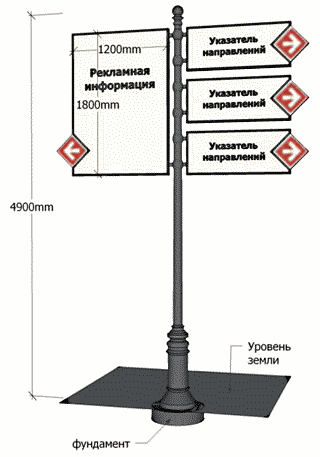 1200mm
Рекламная
информация
1800mm
Указатель
направлений
Указатель
направлений
Указатель
направлений
4900mm
Уровень
земли
фундамент